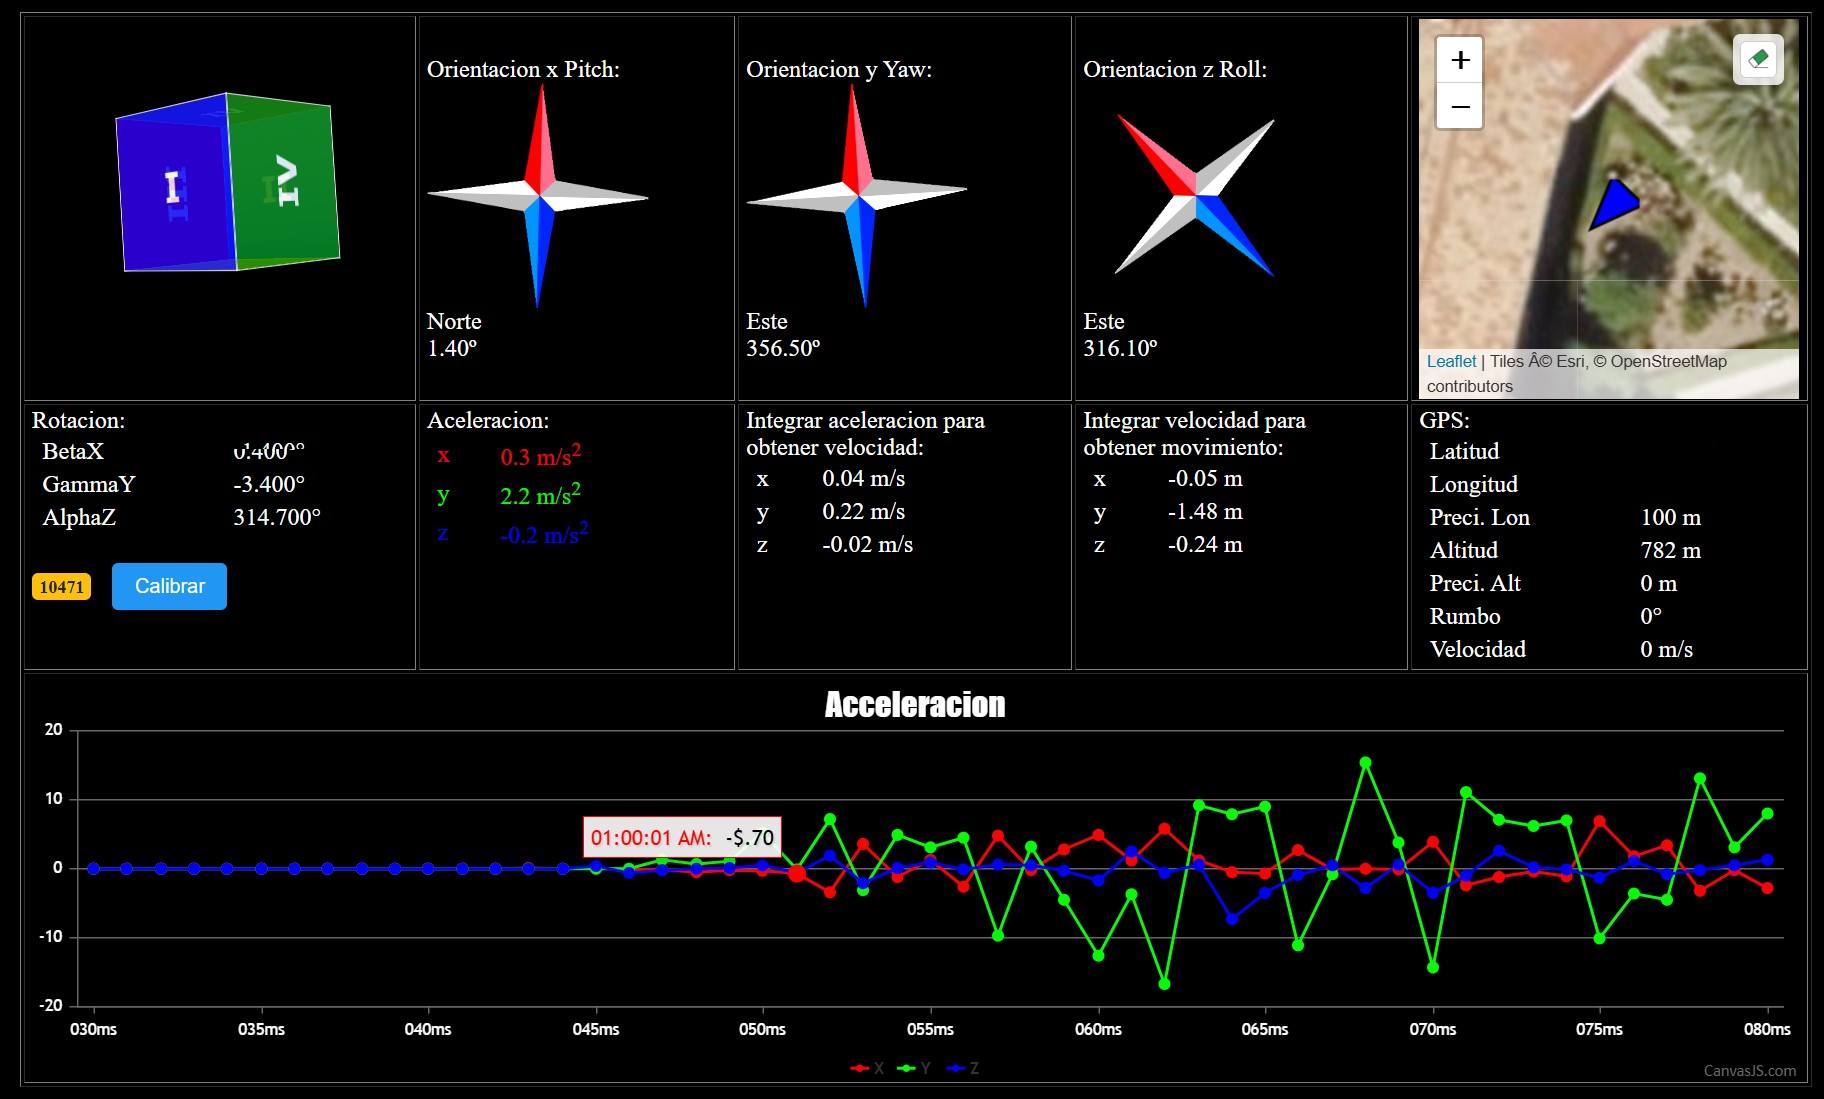 I
IV
Orientacion x Pitch:
Norte
1.40º
Orientacion y Yaw:
Este
356.50º
Orientacion z Roll:
Este
316.10º
+
−
Leaflet | Tiles Â© Esri, © OpenStreetMap
contributors
Rotacion:
BetaX
GammaY -3.400°
AlphaZ 314.700°
10471 Calibrar
Aceleracion:
x 0.3 m/s²
y 2.2 m/s²
z -0.2 m/s²
Integrar aceleracion para
obtener velocidad:
x 0.04 m/s
y 0.22 m/s
z -0.02 m/s
Integrar velocidad para
obtener movimiento:
x -0.05 m
y -1.48 m
z -0.24 m
GPS:
Latitud
Longitud
Preci. Lon 100 m
Altitud 782 m
Preci. Alt 0 m
Rumbo 0°
Velocidad 0 m/s
Acceleracion
20
10
0
-10
-20
01:00:01 AM: -$.70
030ms 035ms 040ms 045ms 050ms 055ms 060ms 065ms 070ms 075ms 080ms
X Y Z
CanvasJS.com